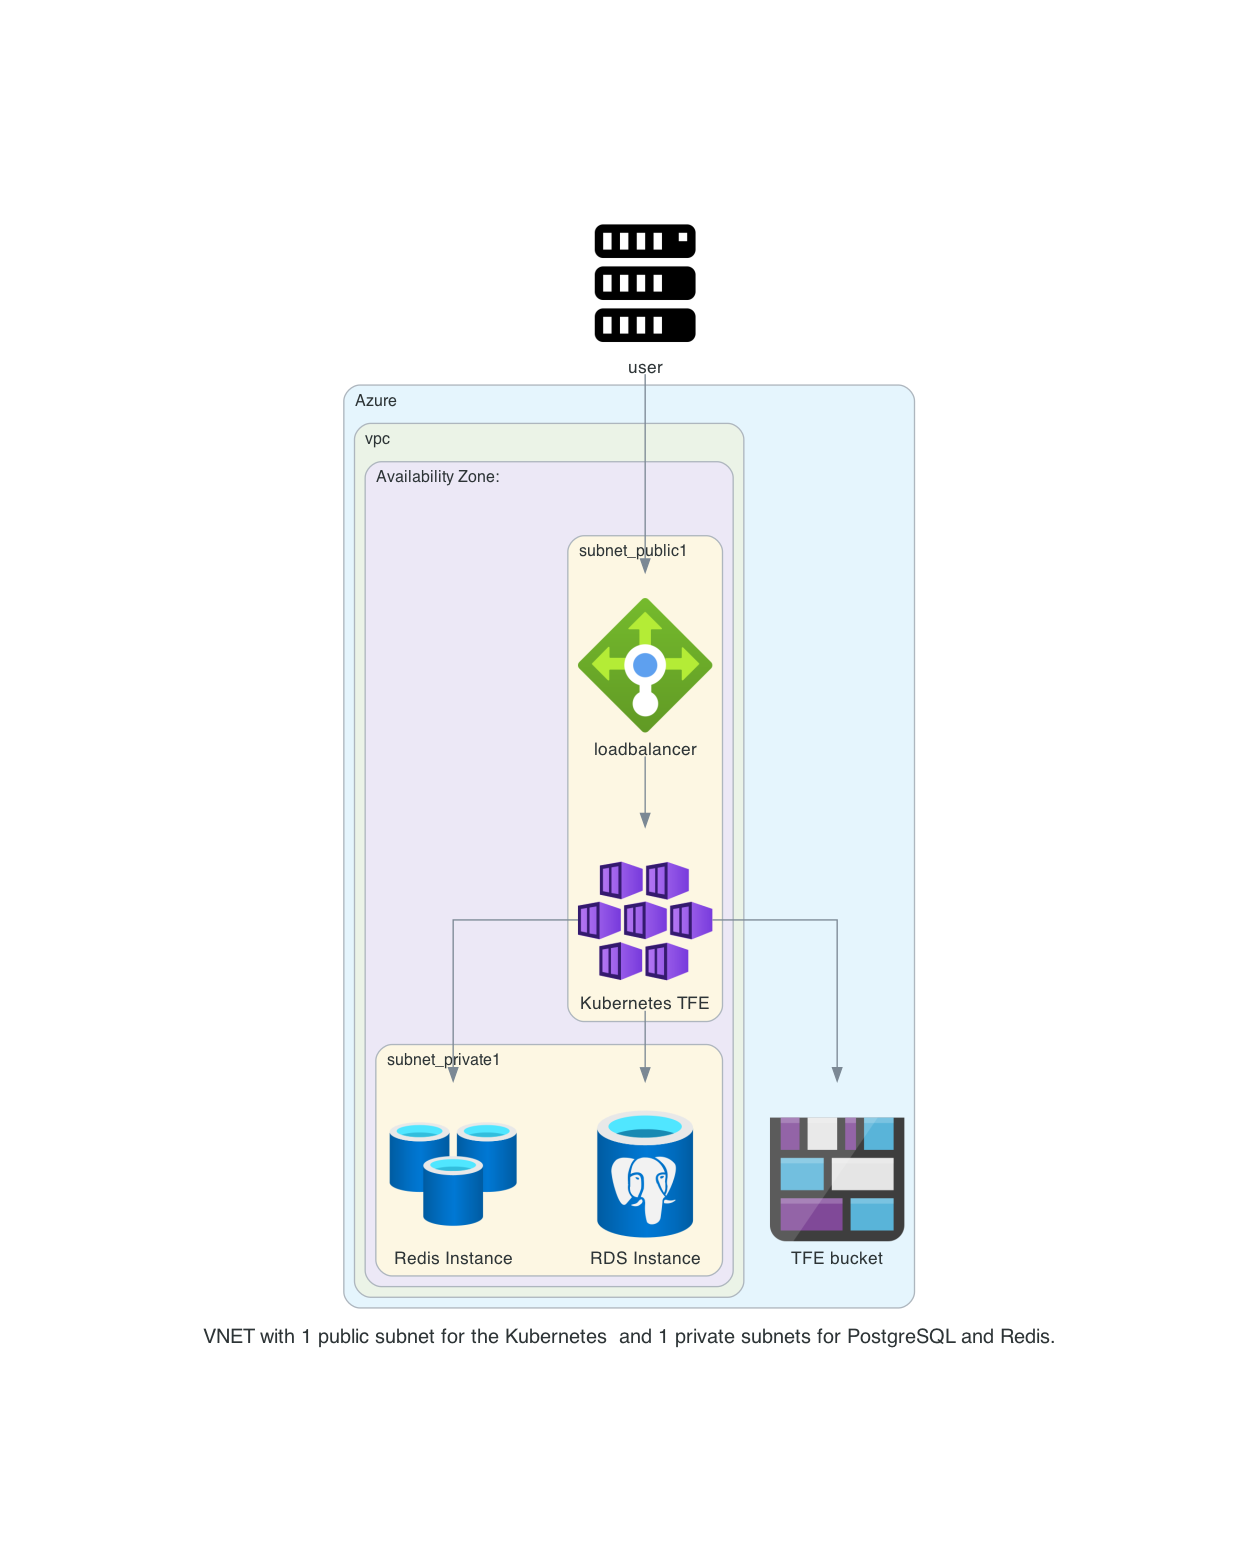 user
Azure
vpc
Availability Zone:
subnet_public1
loadbalancer
Kubernetes TFE
subnet_private1
Redis Instance
RDS Instance
TFE bucket
VNET with 1 public subnet for the Kubernetes  and 1 private subnets for PostgreSQL and Redis.